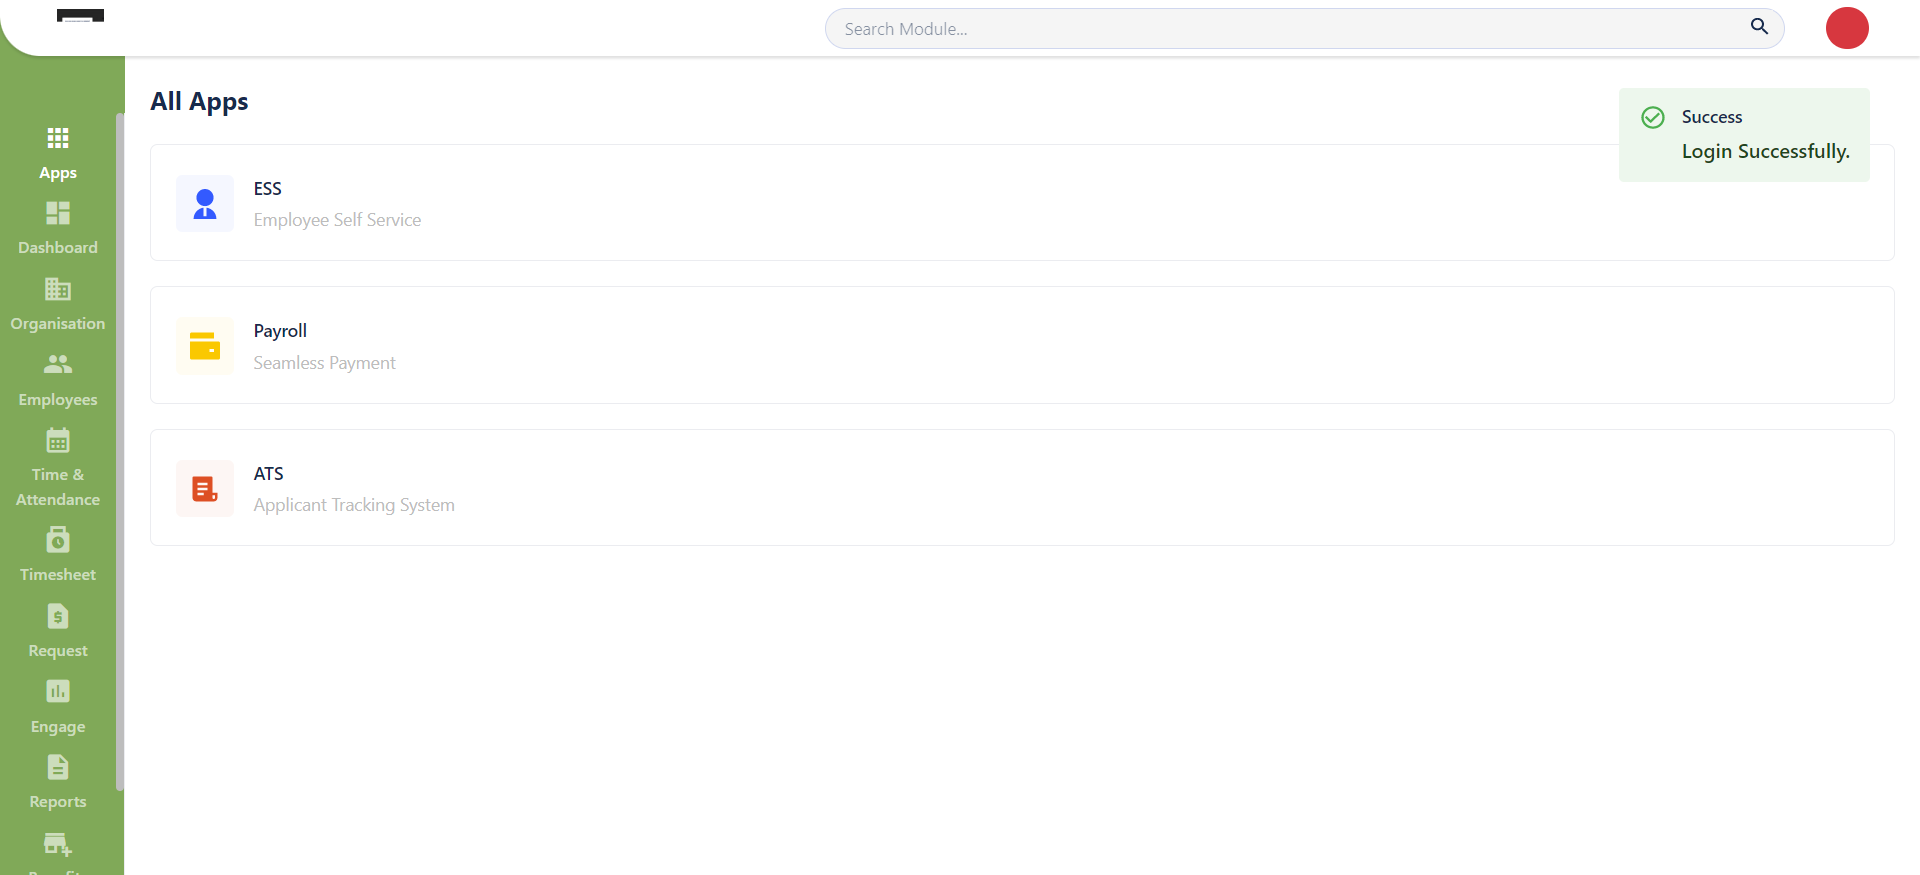 Search Module...
All Apps
Success
Login Successfully.
ESS
Employee Self Service
Payroll
Seamless Payment
ATS
Applicant Tracking System
Apps
Dashboard
Organisation
Employees
Time &
Attendance
Timesheet
Request
Engage
Reports